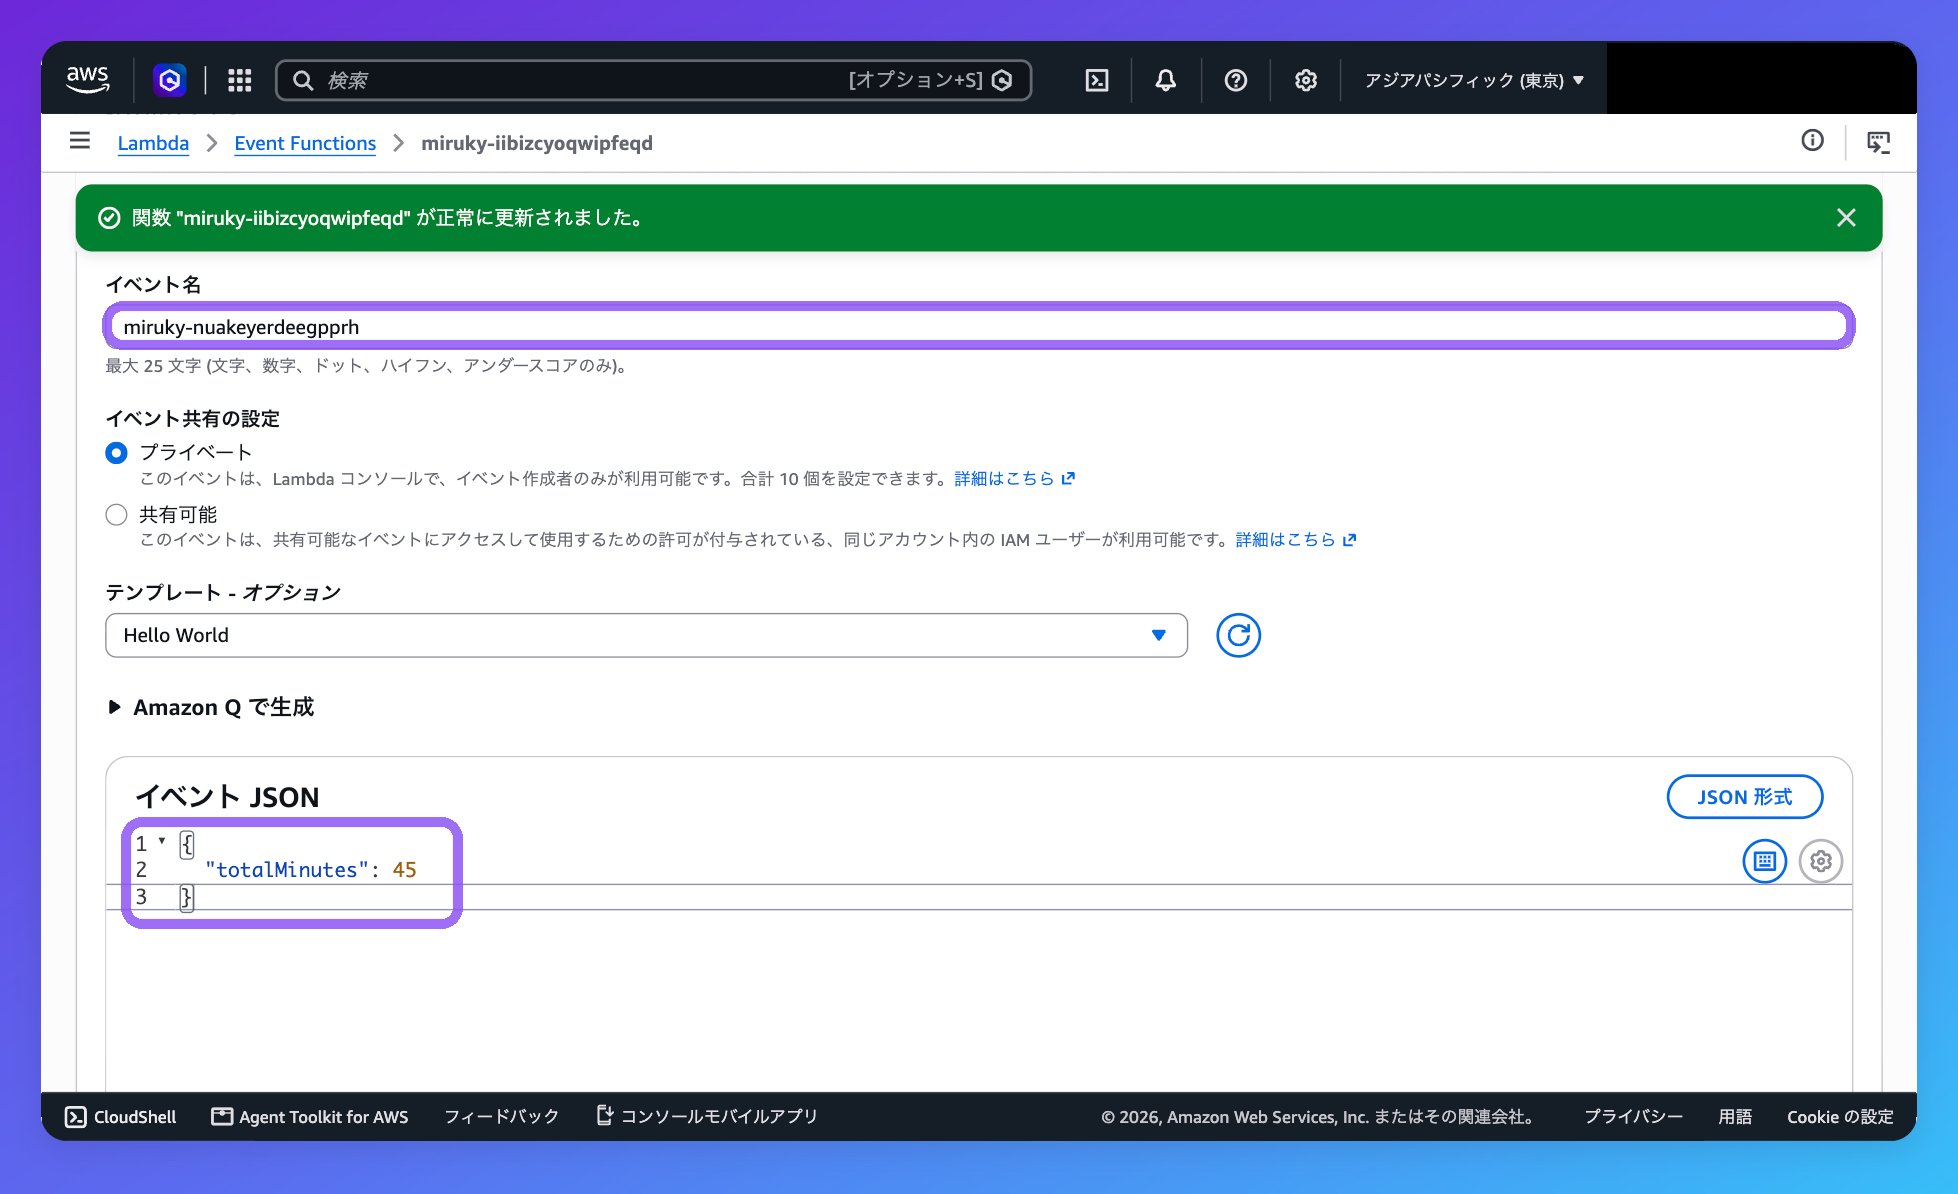 aws
検索 [オプション+S]
アジアパシフィック (東京) ▼
Lambda > Event Functions > miruky-iibizcyoqwipfeqd
関数 "miruky-iibizcyoqwipfeqd" が正常に更新されました。
イベント名
miruky-nuakeyerdeegpprh
最大 25 文字 (文字、数字、ドット、ハイフン、アンダースコアのみ)。
イベント共有の設定
プライベート
このイベントは、Lambda コンソールで、イベント作成者のみが利用可能です。合計 10 個を設定できます。詳細はこちら
共有可能
このイベントは、共有可能なイベントにアクセスして使用するための許可が付与されている、同じアカウント内の IAM ユーザーが利用可能です。詳細はこちら
テンプレート - オプション
Hello World
Amazon Q で生成
イベント JSON
JSON 形式
1 {
2 "totalMinutes": 45
3 }
CloudShell Agent Toolkit for AWS フィードバック コンソールモバイルアプリ © 2026, Amazon Web Services, Inc. またはその関連会社。 プライバシー 用語 Cookie の設定